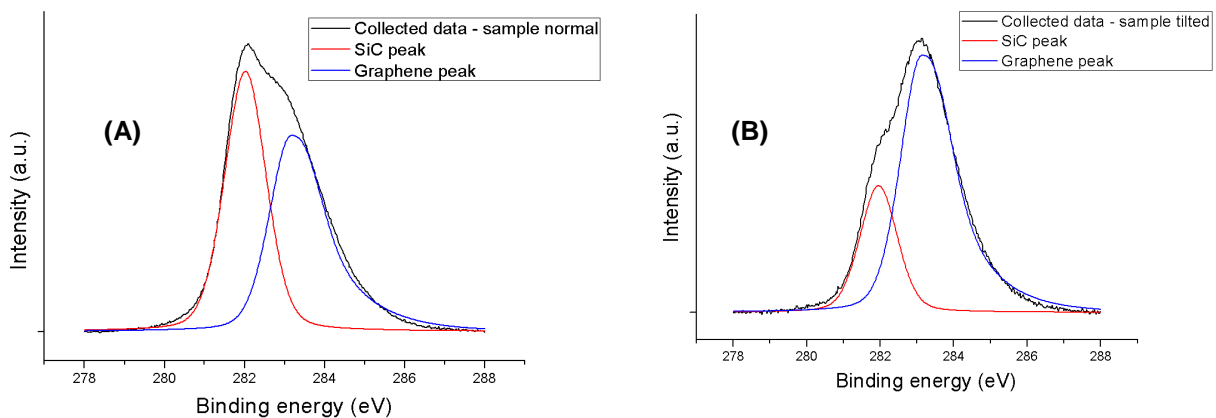 Collected data - sample normal
SiC peak
Graphene peak
(A)
Intensity (a.u.)
278 280 282 284 286 288
Binding energy (eV)
Collected data - sample tilted
SiC peak
Graphene peak
(B)
Intensity (a.u.)
278 280 282 284 286 288
Binding energy (eV)